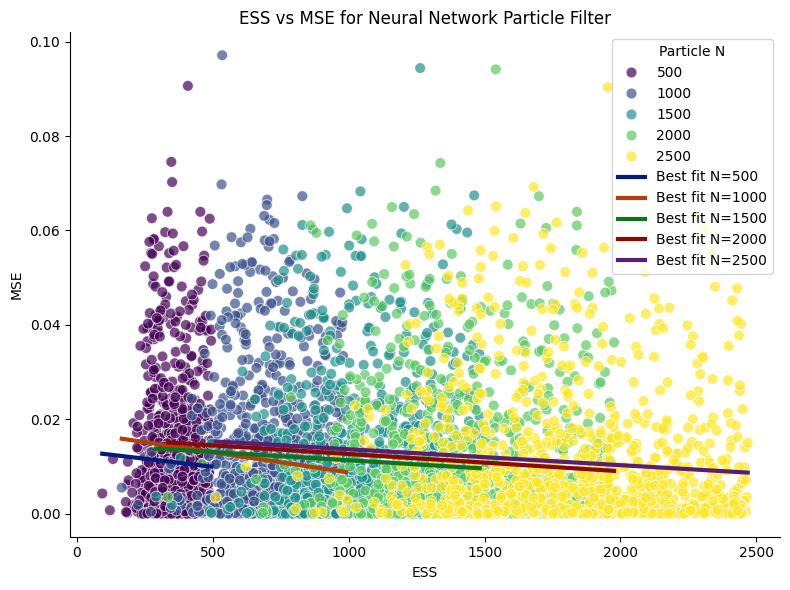 ESS vs MSE for Neural Network Particle Filter
Particle N
500
1000
1500
2000
2500
Best fit N=500
Best fit N=1000
Best fit N=1500
Best fit N=2000
Best fit N=2500
MSE
0.10
0.08
0.06
0.04
0.02
0.00
0
500
1000
1500
2000
2500
ESS